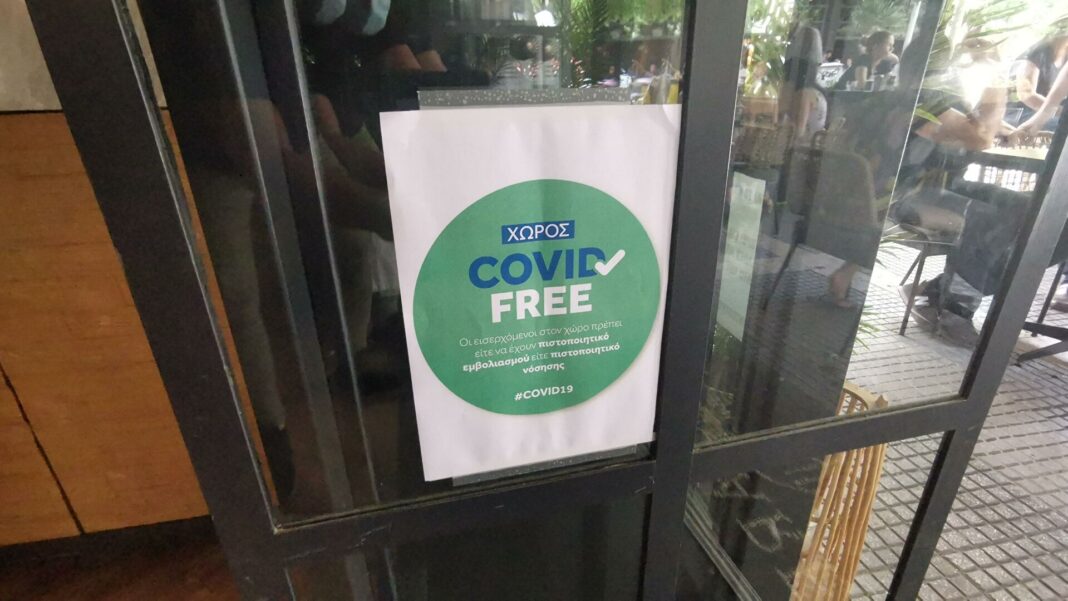 ΧΩΡΟΣ
COVID
FREE
Οι εισερχόμενοι στον χώρο πρέπει
είτε να έχουν πιστοποιητικό
εμβολιασμού είτε πιστοποιητικό
νόσησης
#COVID19